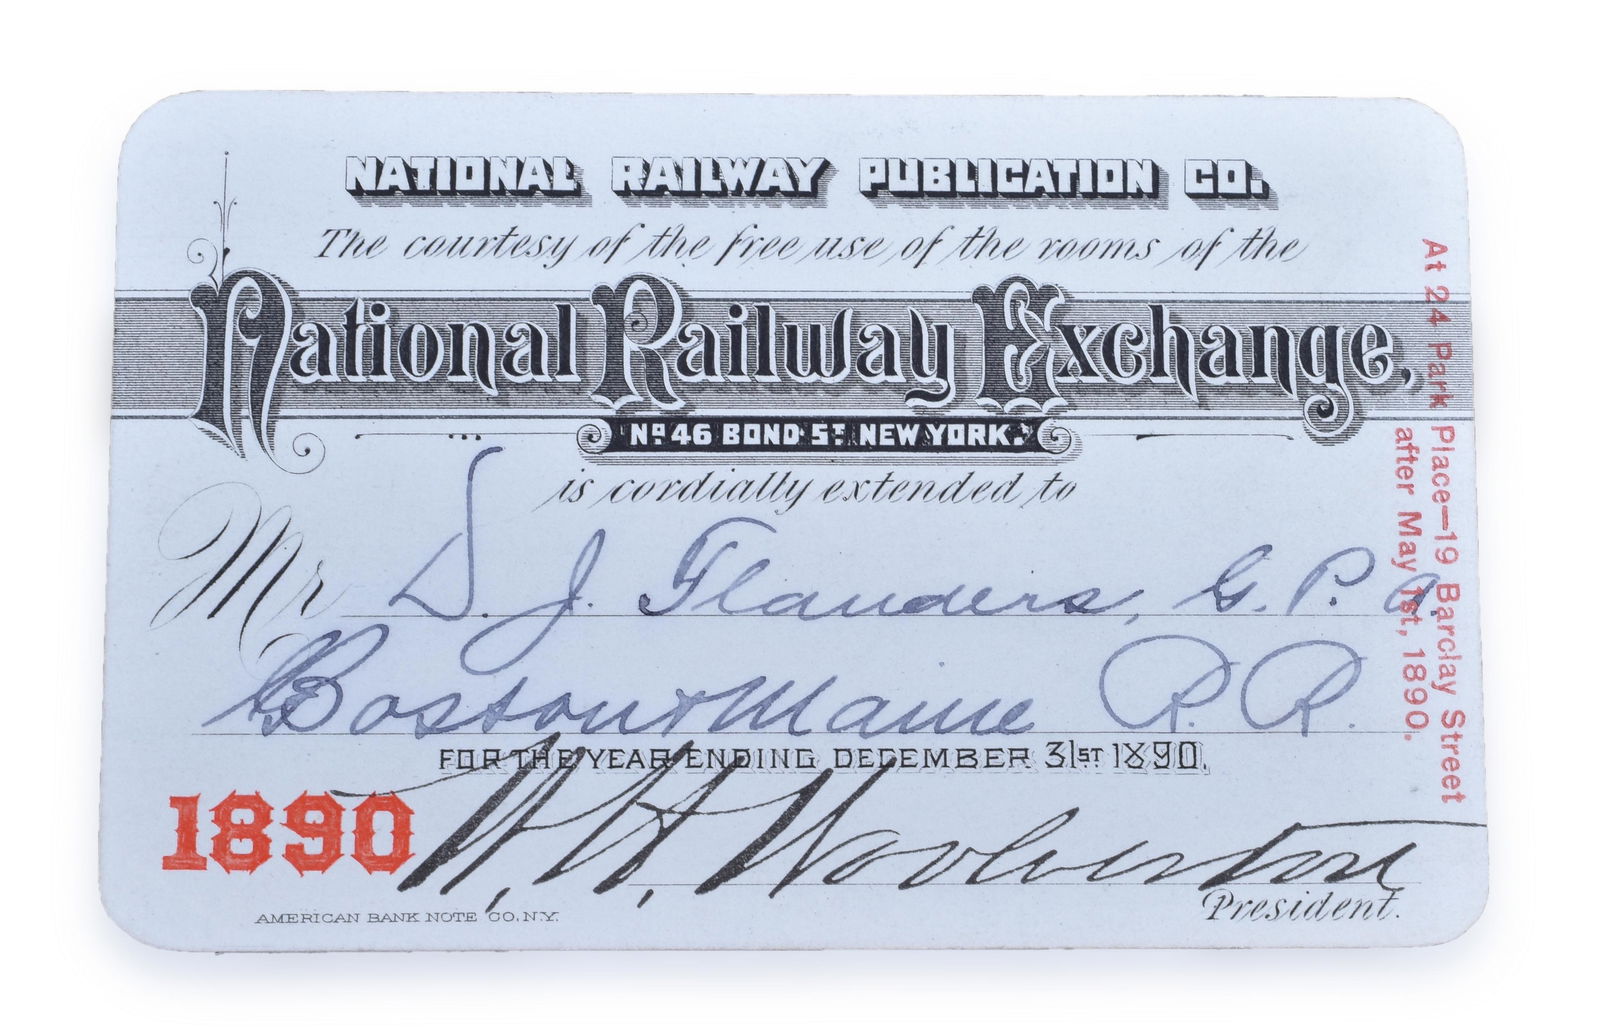 NATIONAL RAILWAY PUBLICATION CO.
The courtesy of the free use of the rooms of the
National Railway Exchange,
No 46 BOND ST. NEW YORK.
is cordially extended to
Mr D. J. Flanders, G. P. A.
Boston & Maine R. R.
FOR THE YEAR ENDING DECEMBER 31ST 1890.
1890
W. H. Woolverton
President.
AMERICAN BANK NOTE CO. N.Y.
At 24 Park Place—19 Barclay Street
after May 1st, 1890.